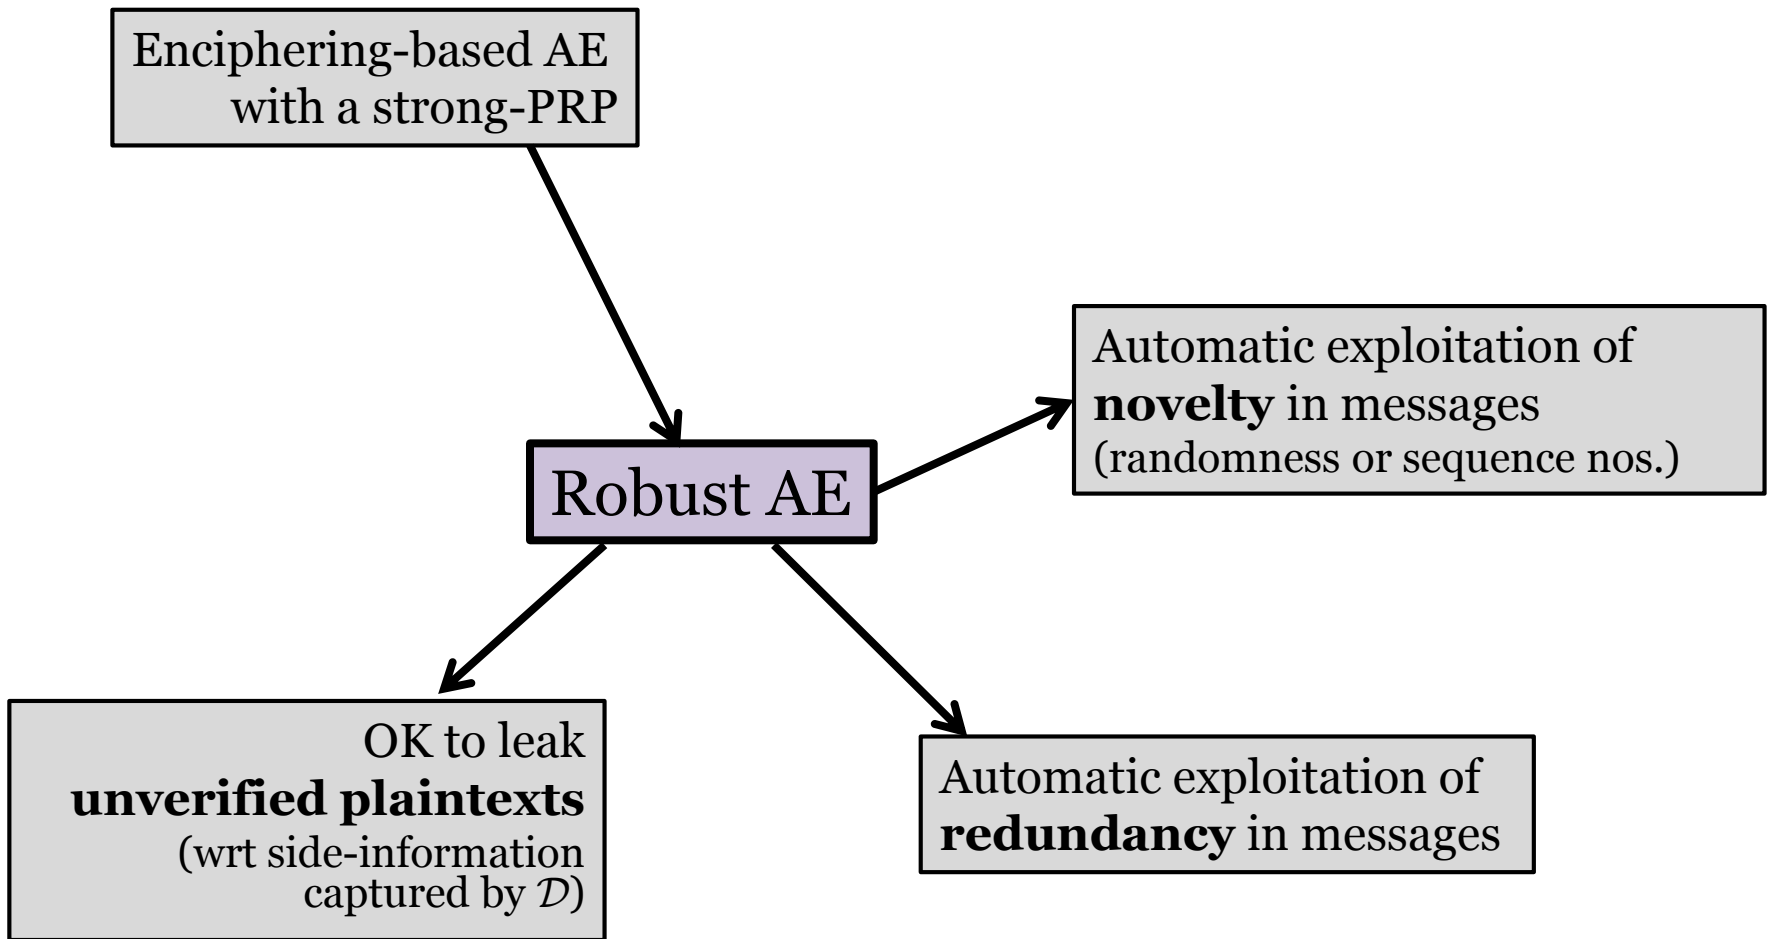 Enciphering-based AE
with a strong-PRP
Automatic exploitation of
novelty in messages
(randomness or sequence nos.)
Robust AE
OK to leak
unverified plaintexts
(wrt side-information
captured by 𝒟)
Automatic exploitation of
redundancy in messages